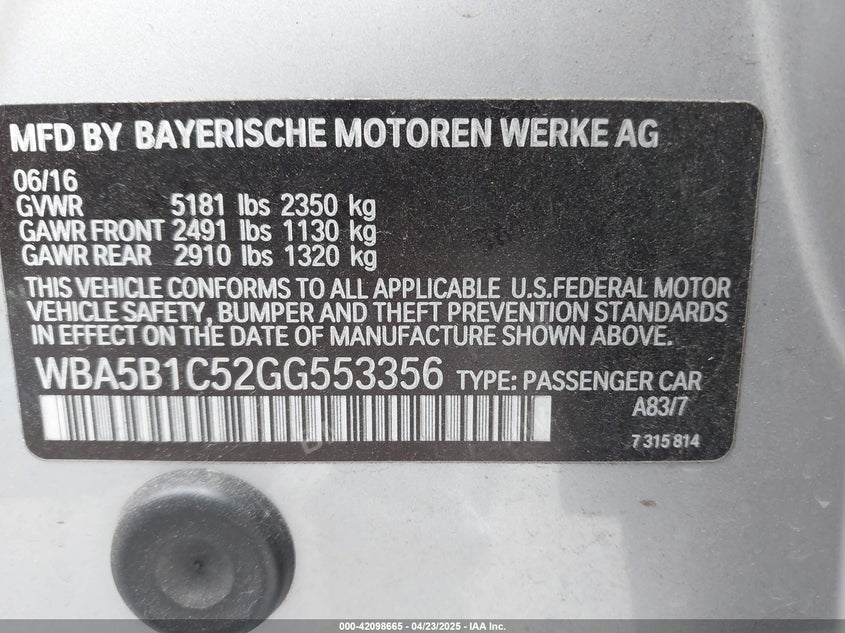 MFD BY BAYERISCHE MOTOREN WERKE AG
06/16
GVWR 5181 lbs 2350 kg
GAWR FRONT 2491 lbs 1130 kg
GAWR REAR 2910 lbs 1320 kg
THIS VEHICLE CONFORMS TO ALL APPLICABLE U.S.FEDERAL MOTOR
VEHICLE SAFETY, BUMPER AND THEFT PREVENTION STANDARDS
IN EFFECT ON THE DATE OF MANUFACTURE SHOWN ABOVE.
WBA5B1C52GG553356 TYPE: PASSENGER CAR
A83/7
7 315 814
000-42098665 - 04/23/2025 - IAA Inc.